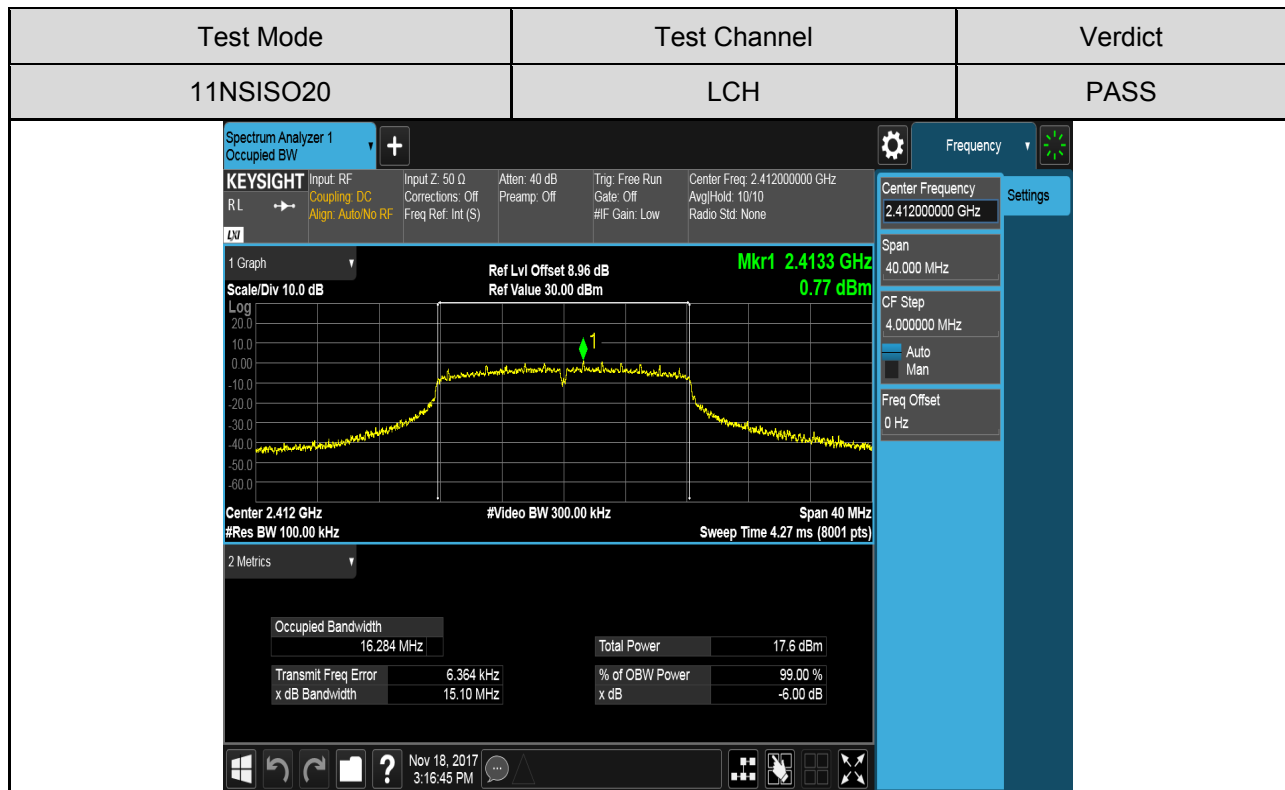 Test Mode Test Channel Verdict
11NSISO20 LCH PASS
Spectrum Analyzer 1
Occupied BW
+
Frequency
KEYSIGHT Input: RF Input Z: 50 Ω Atten: 40 dB Trig: Free Run Center Freq: 2.412000000 GHz
RL Coupling: DC Corrections: Off Preamp: Off Gate: Off Avg|Hold: 10/10
Align: Auto/No RF Freq Ref: Int (S) #IF Gain: Low Radio Std: None
LXI
Center Frequency
2.412000000 GHz
Settings
Span
40.000 MHz
CF Step
4.000000 MHz
Auto
Man
Freq Offset
0 Hz
1 Graph Ref Lvl Offset 8.96 dB Mkr1 2.4133 GHz
Scale/Div 10.0 dB Ref Value 30.00 dBm 0.77 dBm
Log
20.0
10.0
1
0.00
-10.0
-20.0
-30.0
-40.0
-50.0
-60.0
Center 2.412 GHz #Video BW 300.00 kHz Span 40 MHz
#Res BW 100.00 kHz Sweep Time 4.27 ms (8001 pts)
2 Metrics
Occupied Bandwidth
16.284 MHz Total Power 17.6 dBm
Transmit Freq Error 6.364 kHz % of OBW Power 99.00 %
x dB Bandwidth 15.10 MHz x dB -6.00 dB
? Nov 18, 2017
3:16:45 PM